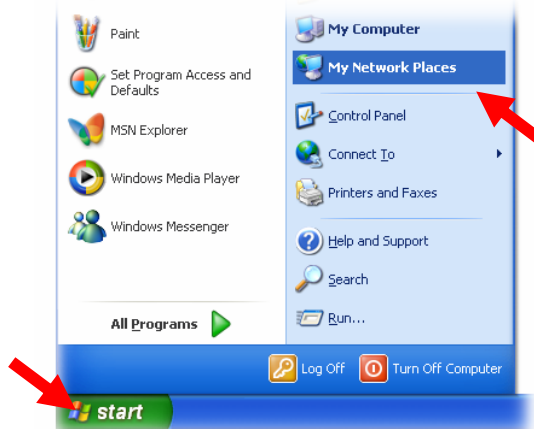 Paint
Set Program Access and
Defaults
MSN Explorer
Windows Media Player
Windows Messenger
All Programs
My Computer
My Network Places
Control Panel
Connect To
Printers and Faxes
Help and Support
Search
Run...
Log Off
Turn Off Computer
start